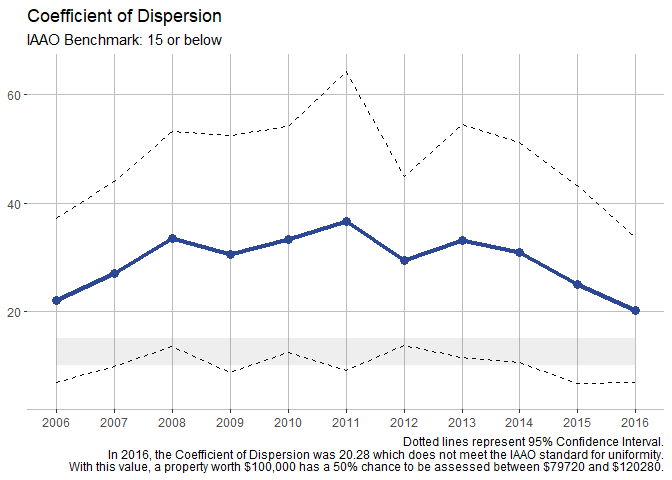 Coefficient of Dispersion
IAAO Benchmark: 15 or below
60
40
20
2006 2007 2008 2009 2010 2011 2012 2013 2014 2015 2016
Dotted lines represent 95% Confidence Interval.
In 2016, the Coefficient of Dispersion was 20.28 which does not meet the IAAO standard for uniformity.
With this value, a property worth $100,000 has a 50% chance to be assessed between $79720 and $120280.